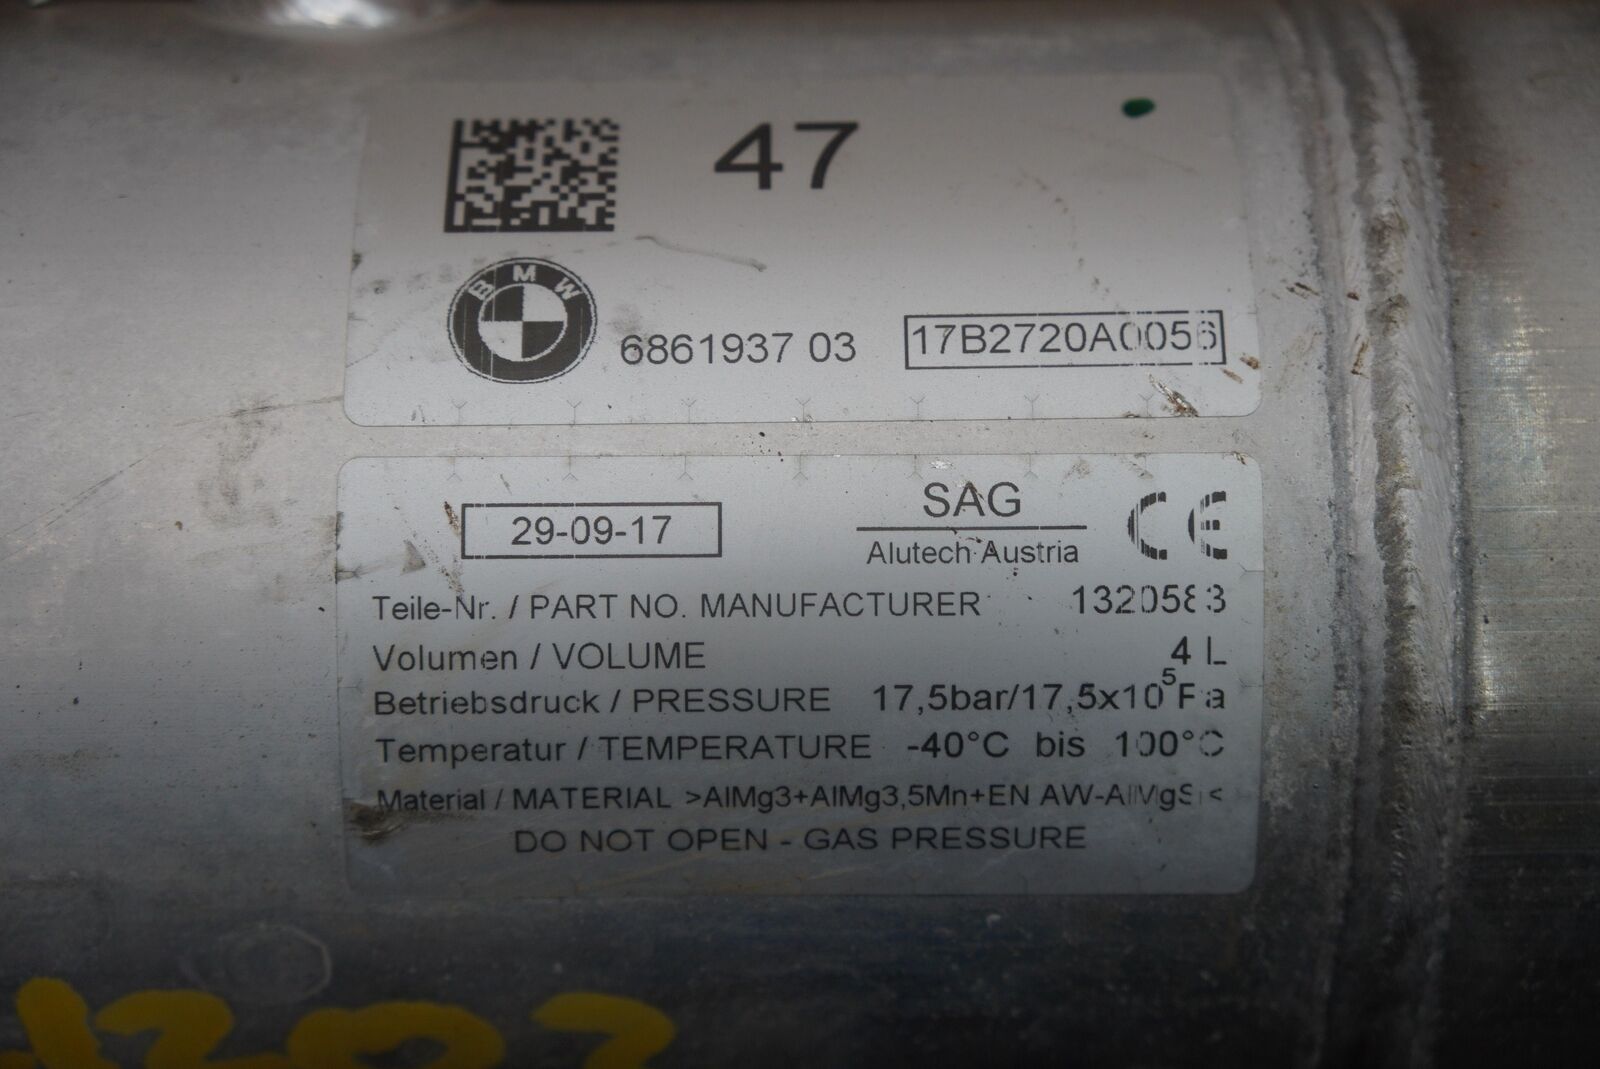 47
BMW
6861937 03 17B2720A0056
29-09-17
SAG
Alutech Austria
CE
Teile-Nr. / PART NO. MANUFACTURER 1320583
Volumen / VOLUME 4 L
Betriebsdruck / PRESSURE 17,5bar/17,5x10⁵Pa
Temperatur / TEMPERATURE -40°C bis 100°C
Material / MATERIAL >AlMg3+AlMg3,5Mn+EN AW-AlMgSi<
DO NOT OPEN - GAS PRESSURE